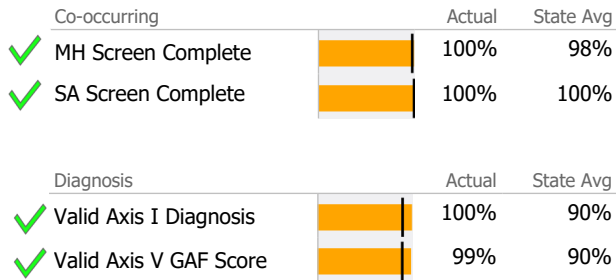 Co-occurring Actual State Avg
MH Screen Complete 100% 98%
SA Screen Complete 100% 100%
Diagnosis Actual State Avg
Valid Axis I Diagnosis 100% 90%
Valid Axis V GAF Score 99% 90%